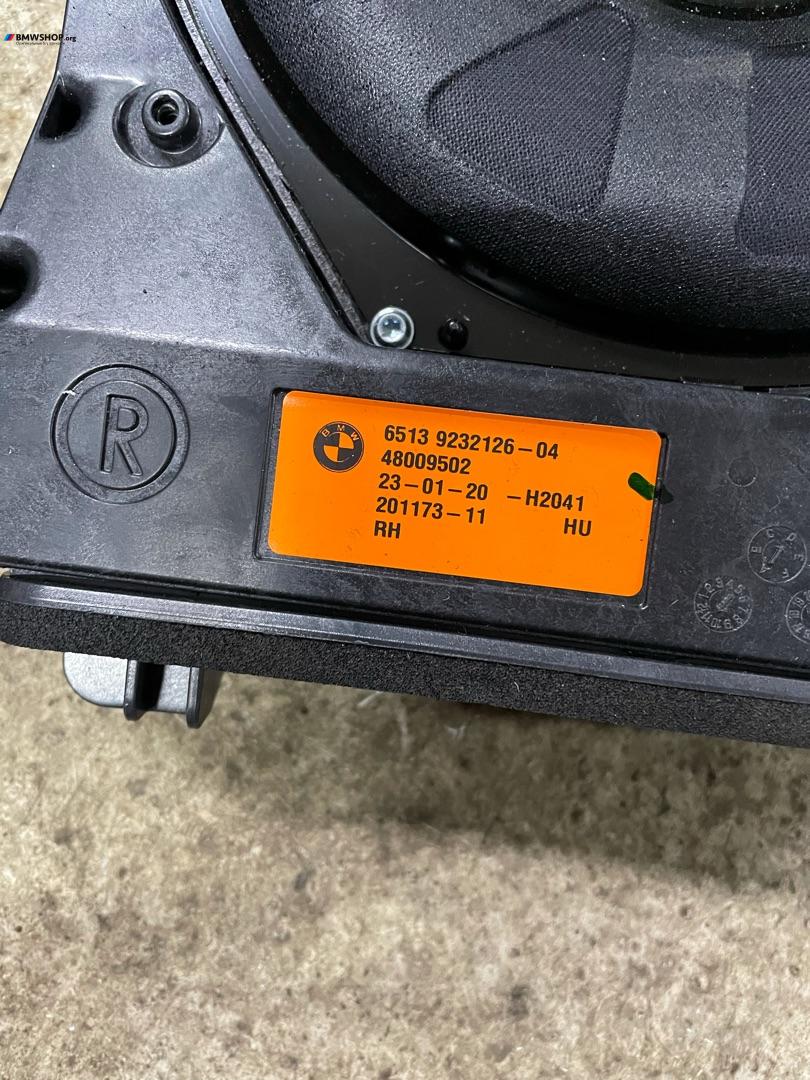 BMWSHOP.org
R
BMW
6513 9232126-04
48009502
23-01-20 -H2041
201173-11 HU
RH